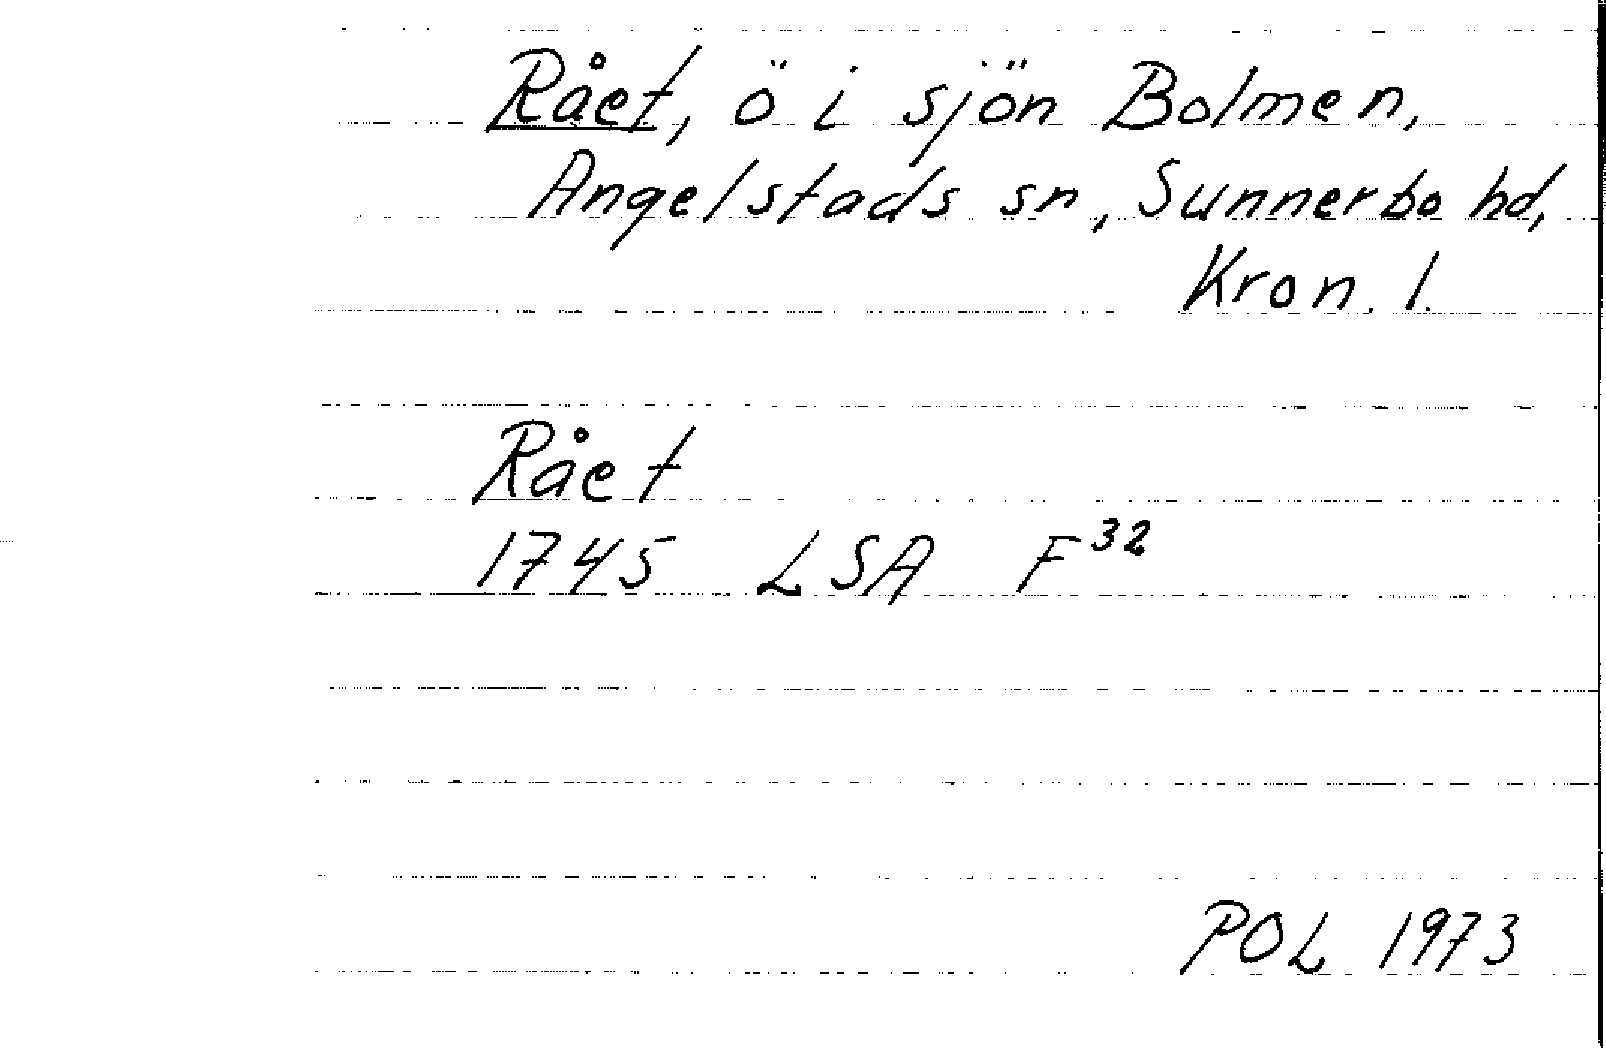 Rået, ö i sjön Bolmen,
Angelstads sn, Sunnerbo hd,
Kron. l.
Rået
1745 LSA F³²
POL 1973